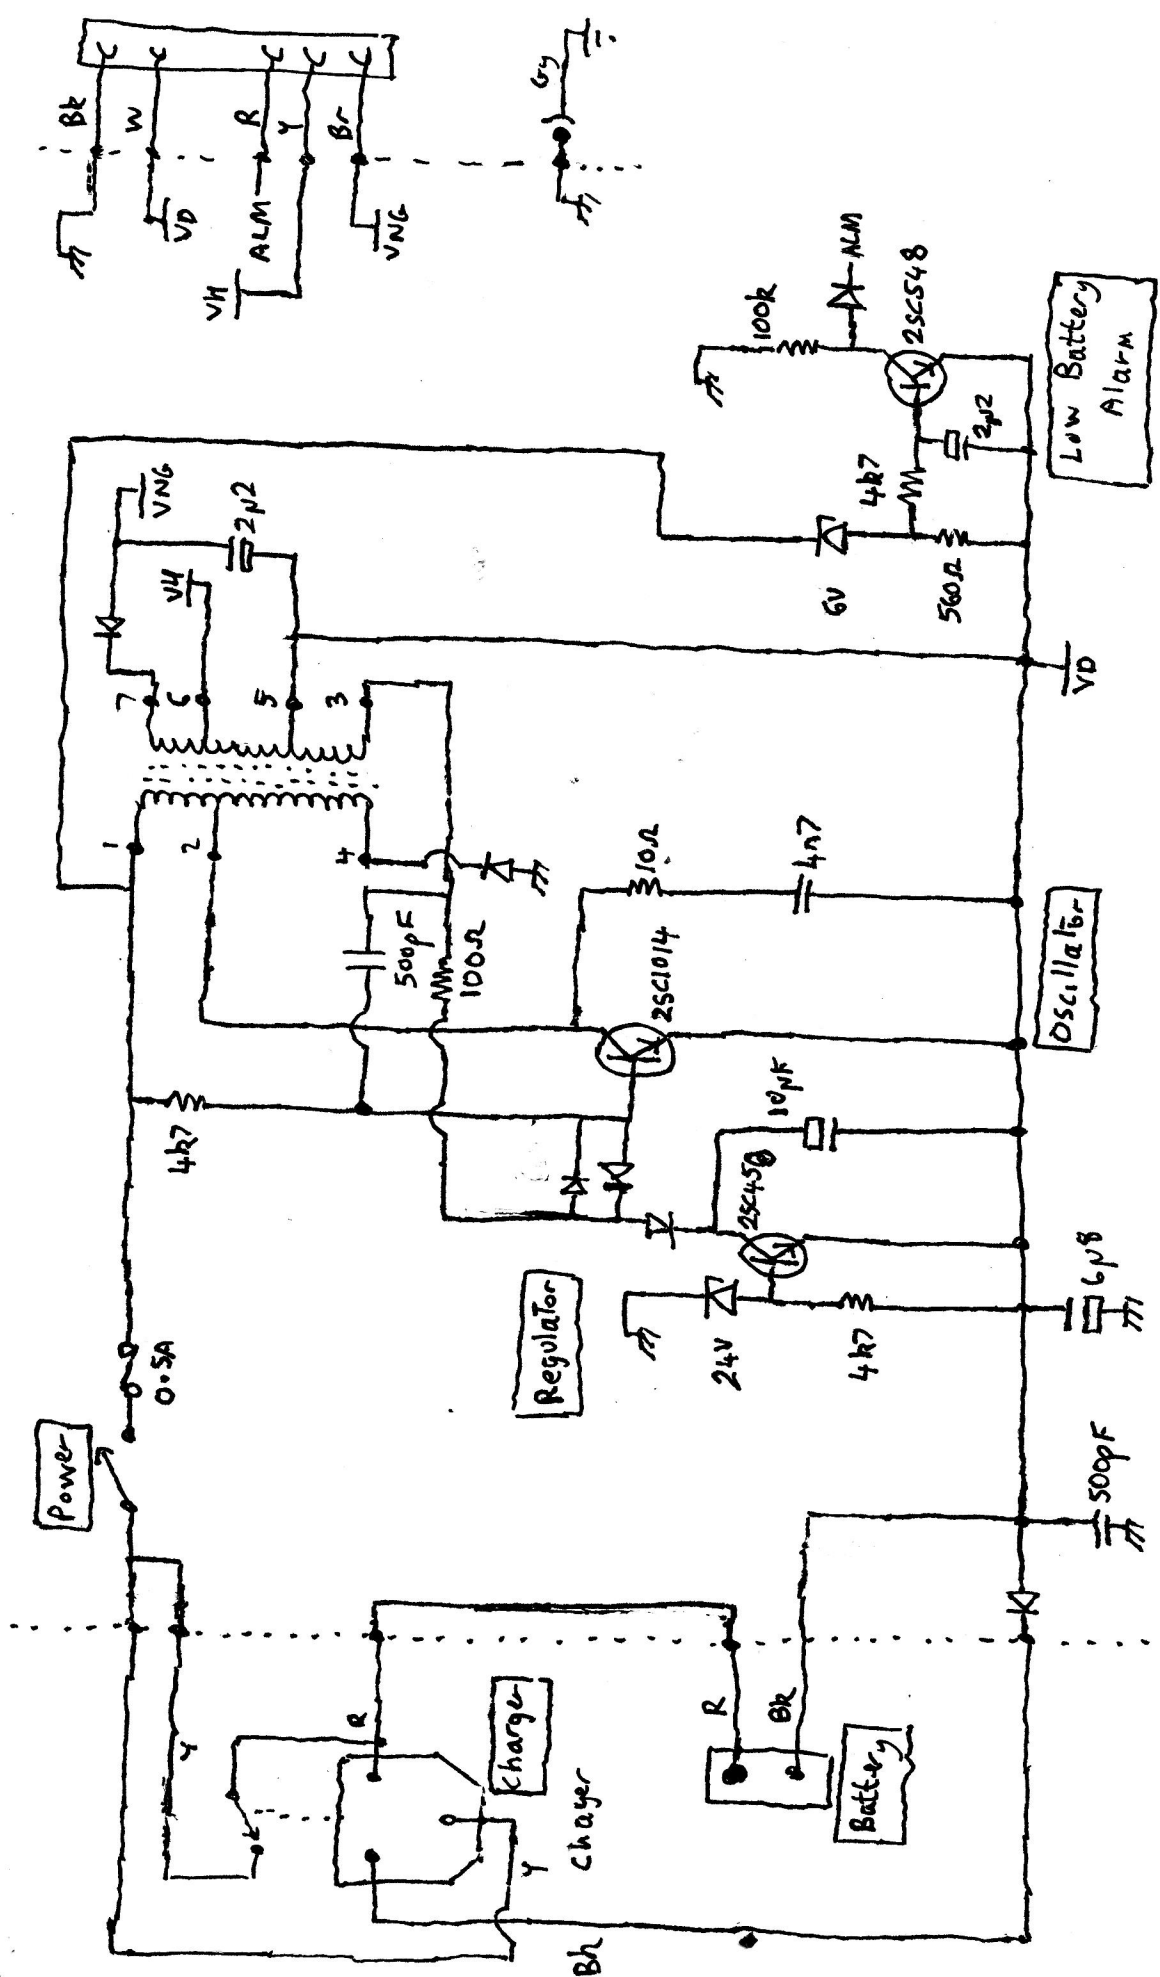 Bk
W
R
Y
Br
VD
ALM
VH
VNG
Gy
Power
0.5A
4k7
1
2
4
7
6
5
3
VNG
VH
2µ2
500pF
100Ω
10Ω
4n7
2SC1014
Oscillator
Regulator
24V
4k7
2SC458
10µF
6µ8
500pF
VD
6V
560Ω
4k7
2µ2
100k
ALM
2SC548
Low Battery
Alarm
Y
R
Charger
Charger
Y
Bk
R
Bk
Battery